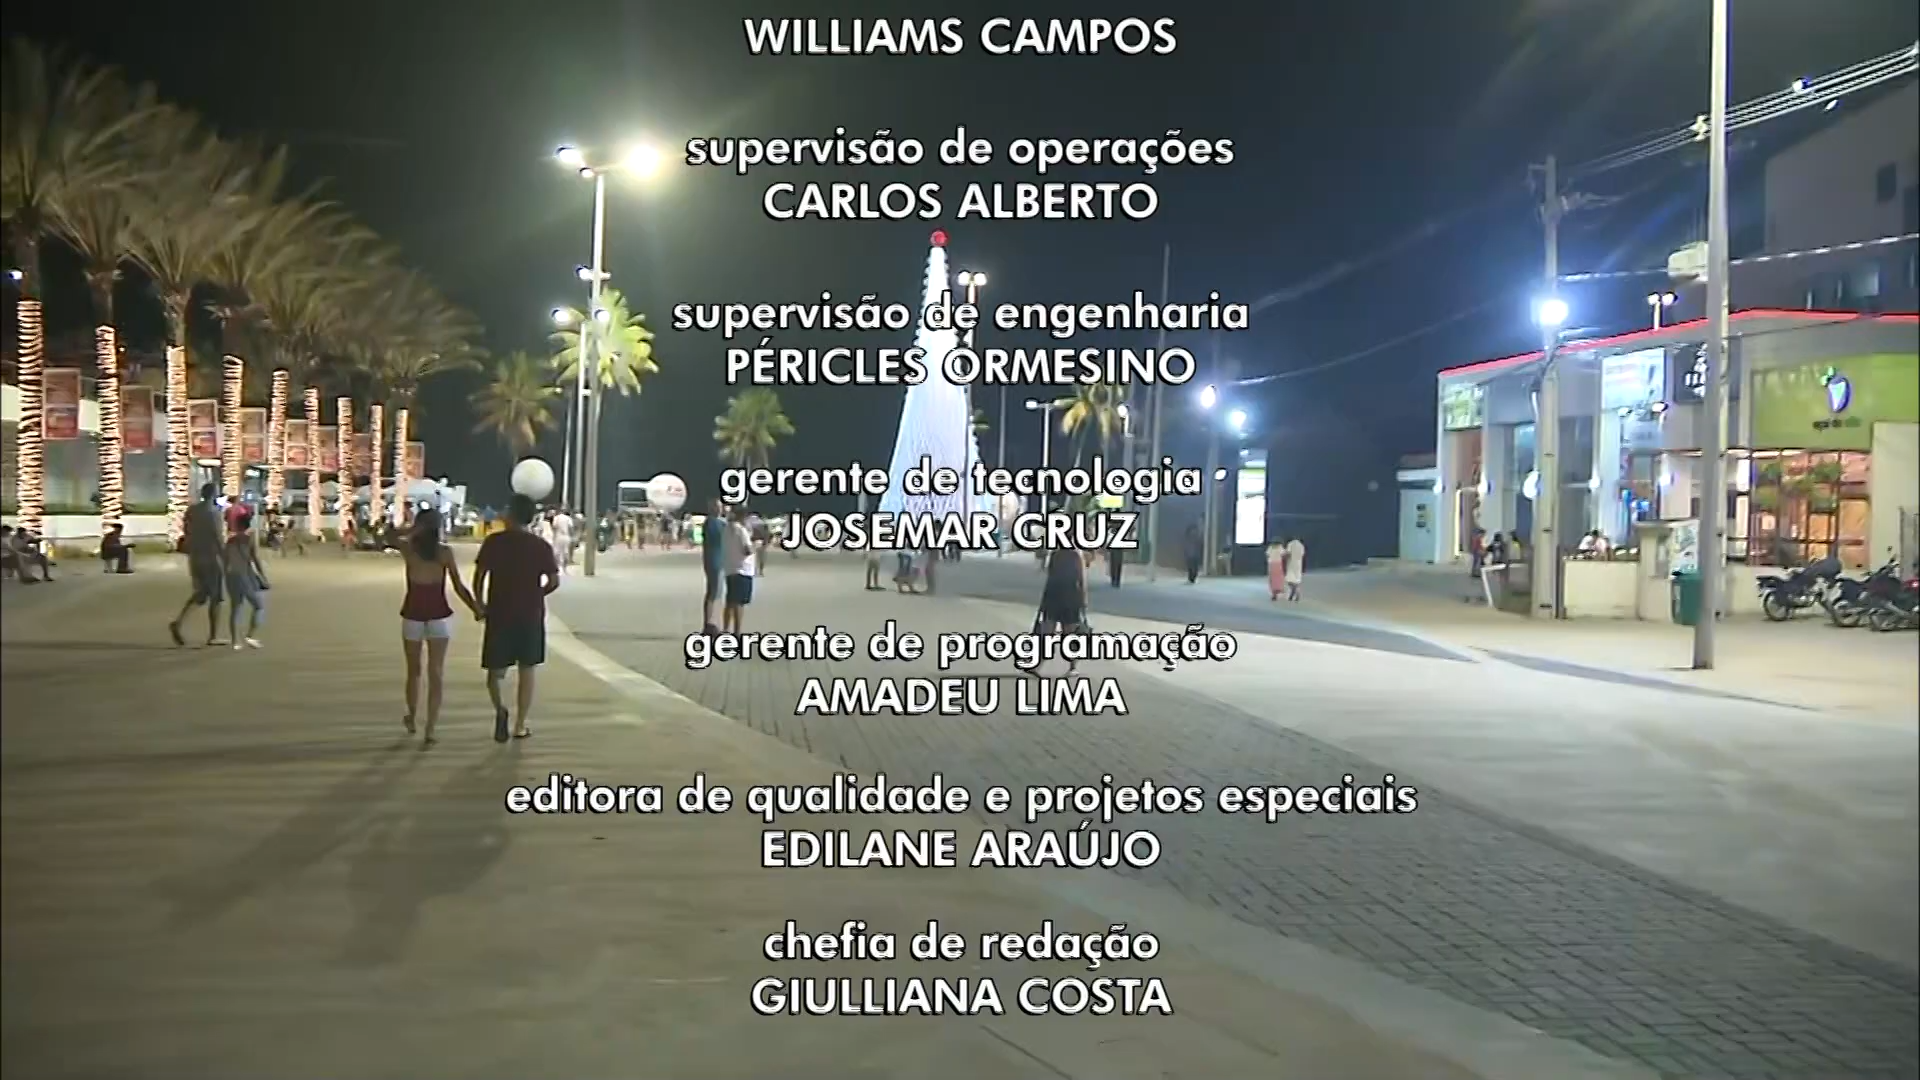 WILLIAMS CAMPOS
supervisão de operações
CARLOS ALBERTO
supervisão de engenharia
PÉRICLES ORMESINO
gerente de tecnologia
JOSEMAR CRUZ
gerente de programação
AMADEU LIMA
editora de qualidade e projetos especiais
EDILANE ARAÚJO
chefia de redação
GIULLIANA COSTA